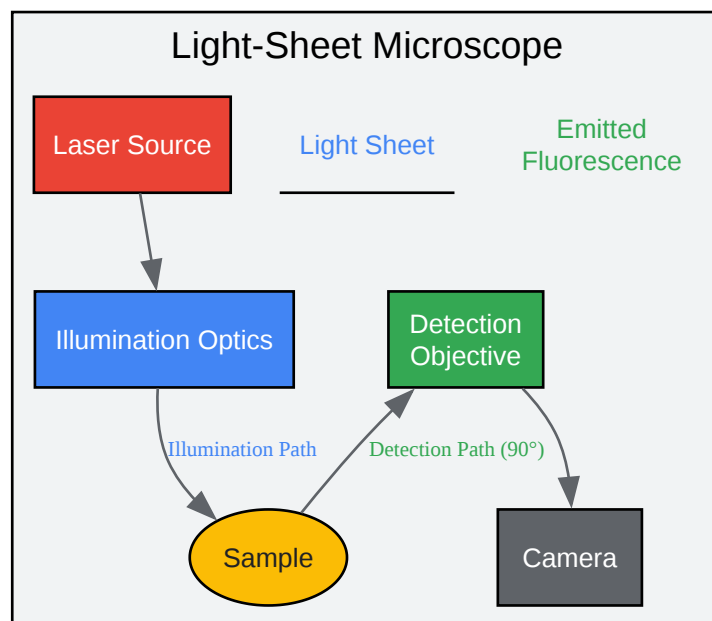 Light-Sheet Microscope
Laser Source
Light Sheet
Emitted
Fluorescence
Illumination Optics
Detection
Objective
Illumination Path
Detection Path (90°)
Sample
Camera